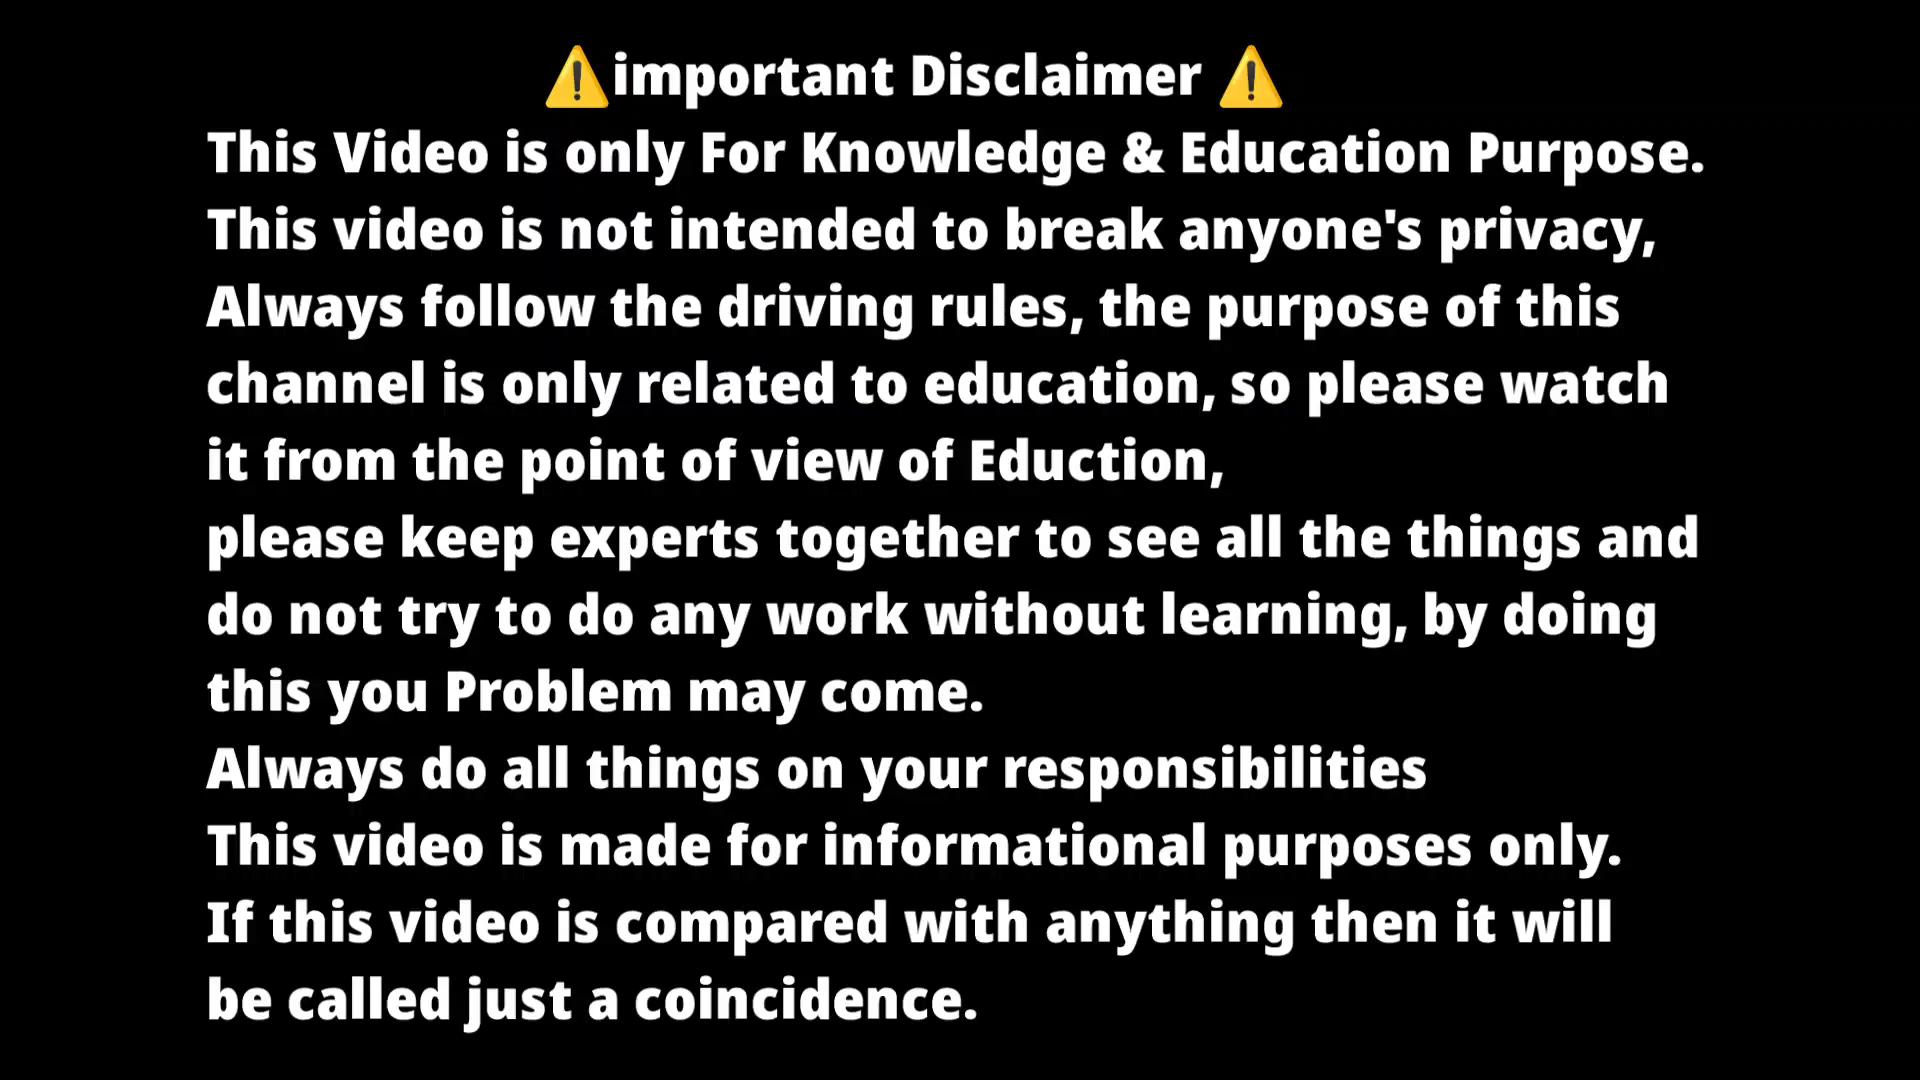 ⚠️important Disclaimer ⚠️
This Video is only For Knowledge & Education Purpose.
This video is not intended to break anyone's privacy,
Always follow the driving rules, the purpose of this
channel is only related to education, so please watch
it from the point of view of Eduction,
please keep experts together to see all the things and
do not try to do any work without learning, by doing
this you Problem may come.
Always do all things on your responsibilities
This video is made for informational purposes only.
If this video is compared with anything then it will
be called just a coincidence.